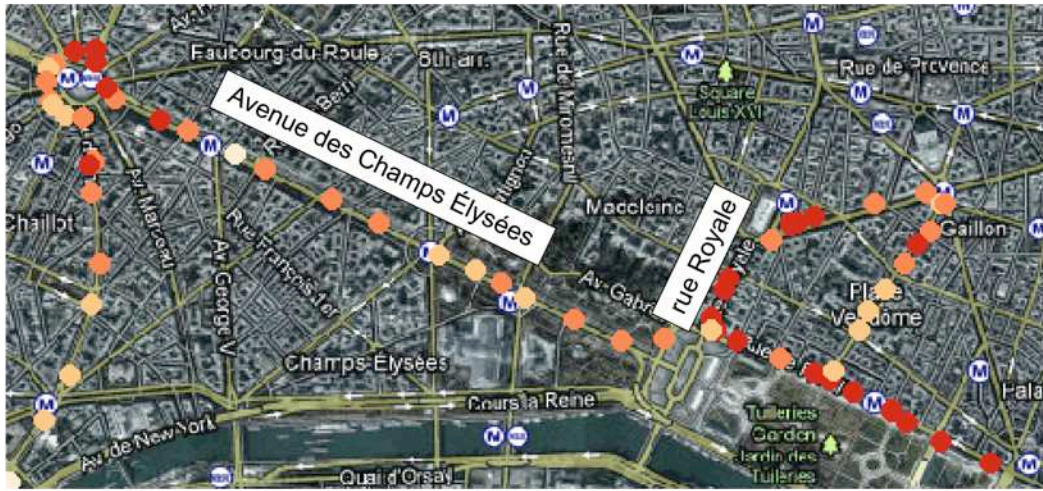 Faubourg-du-Roule
8th arr.
Rue de Provence
Square
Louis XVI
Avenue des Champs Élysées
Rue de Miromesnil
Madeleine
rue Royale
Chaillot
Av. Marceau
Rue François 1er
Av. George V
Av. Gabri
Gaillon
Place
Vendôme
Champs-Élysées
Cours la Reine
Av. de New York
Quai d'Orsay
Tuileries
Garden
Jardin des
Tuileries
Pala
M